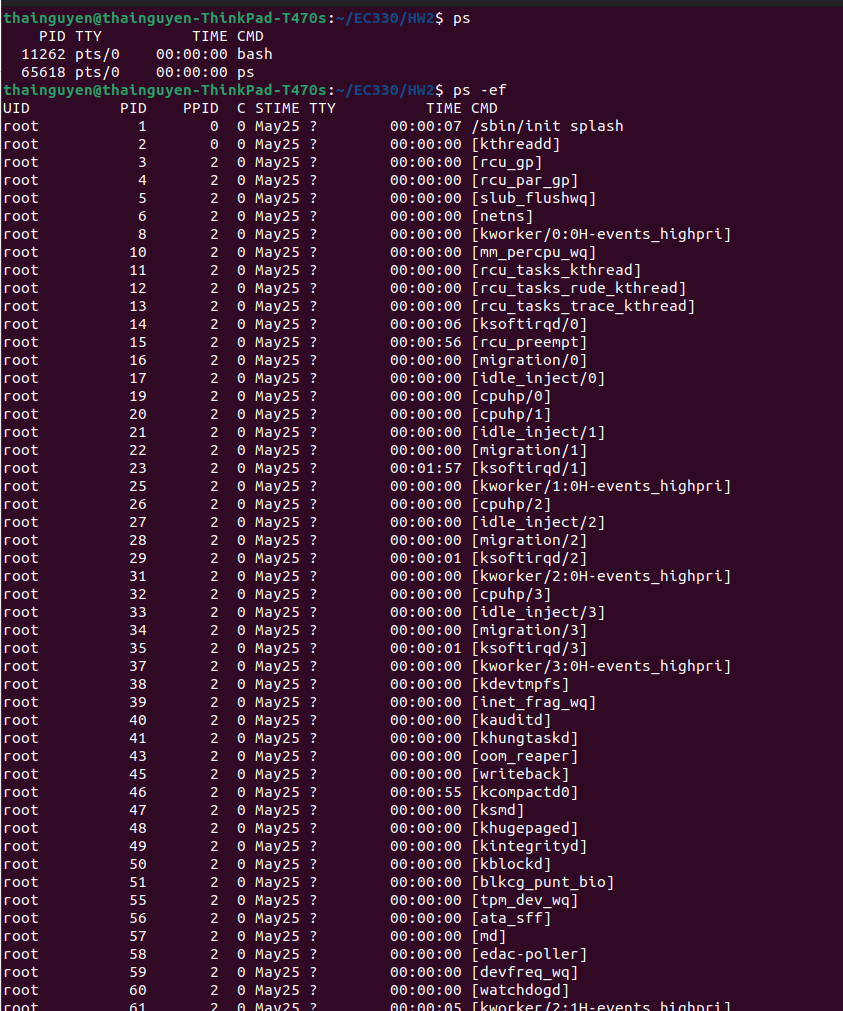 thainguyen@thainguyen-ThinkPad-T470s:~/EC330/HW2$ ps
    PID TTY          TIME CMD
  11262 pts/0    00:00:00 bash
  65618 pts/0    00:00:00 ps
thainguyen@thainguyen-ThinkPad-T470s:~/EC330/HW2$ ps -ef
UID          PID    PPID  C STIME TTY          TIME CMD
root           1       0  0 May25 ?        00:00:07 /sbin/init splash
root           2       0  0 May25 ?        00:00:00 [kthreadd]
root           3       2  0 May25 ?        00:00:00 [rcu_gp]
root           4       2  0 May25 ?        00:00:00 [rcu_par_gp]
root           5       2  0 May25 ?        00:00:00 [slub_flushwq]
root           6       2  0 May25 ?        00:00:00 [netns]
root           8       2  0 May25 ?        00:00:00 [kworker/0:0H-events_highpri]
root          10       2  0 May25 ?        00:00:00 [mm_percpu_wq]
root          11       2  0 May25 ?        00:00:00 [rcu_tasks_kthread]
root          12       2  0 May25 ?        00:00:00 [rcu_tasks_rude_kthread]
root          13       2  0 May25 ?        00:00:00 [rcu_tasks_trace_kthread]
root          14       2  0 May25 ?        00:00:06 [ksoftirqd/0]
root          15       2  0 May25 ?        00:00:56 [rcu_preempt]
root          16       2  0 May25 ?        00:00:00 [migration/0]
root          17       2  0 May25 ?        00:00:00 [idle_inject/0]
root          19       2  0 May25 ?        00:00:00 [cpuhp/0]
root          20       2  0 May25 ?        00:00:00 [cpuhp/1]
root          21       2  0 May25 ?        00:00:00 [idle_inject/1]
root          22       2  0 May25 ?        00:00:00 [migration/1]
root          23       2  0 May25 ?        00:01:57 [ksoftirqd/1]
root          25       2  0 May25 ?        00:00:00 [kworker/1:0H-events_highpri]
root          26       2  0 May25 ?        00:00:00 [cpuhp/2]
root          27       2  0 May25 ?        00:00:00 [idle_inject/2]
root          28       2  0 May25 ?        00:00:00 [migration/2]
root          29       2  0 May25 ?        00:00:01 [ksoftirqd/2]
root          31       2  0 May25 ?        00:00:00 [kworker/2:0H-events_highpri]
root          32       2  0 May25 ?        00:00:00 [cpuhp/3]
root          33       2  0 May25 ?        00:00:00 [idle_inject/3]
root          34       2  0 May25 ?        00:00:00 [migration/3]
root          35       2  0 May25 ?        00:00:01 [ksoftirqd/3]
root          37       2  0 May25 ?        00:00:00 [kworker/3:0H-events_highpri]
root          38       2  0 May25 ?        00:00:00 [kdevtmpfs]
root          39       2  0 May25 ?        00:00:00 [inet_frag_wq]
root          40       2  0 May25 ?        00:00:00 [kauditd]
root          41       2  0 May25 ?        00:00:00 [khungtaskd]
root          43       2  0 May25 ?        00:00:00 [oom_reaper]
root          45       2  0 May25 ?        00:00:00 [writeback]
root          46       2  0 May25 ?        00:00:55 [kcompactd0]
root          47       2  0 May25 ?        00:00:00 [ksmd]
root          48       2  0 May25 ?        00:00:00 [khugepaged]
root          49       2  0 May25 ?        00:00:00 [kintegrityd]
root          50       2  0 May25 ?        00:00:00 [kblockd]
root          51       2  0 May25 ?        00:00:00 [blkcg_punt_bio]
root          55       2  0 May25 ?        00:00:00 [tpm_dev_wq]
root          56       2  0 May25 ?        00:00:00 [ata_sff]
root          57       2  0 May25 ?        00:00:00 [md]
root          58       2  0 May25 ?        00:00:00 [edac-poller]
root          59       2  0 May25 ?        00:00:00 [devfreq_wq]
root          60       2  0 May25 ?        00:00:00 [watchdogd]
root          61       2  0 May25 ?        00:00:05 [kworker/2:1H-events_highpri]